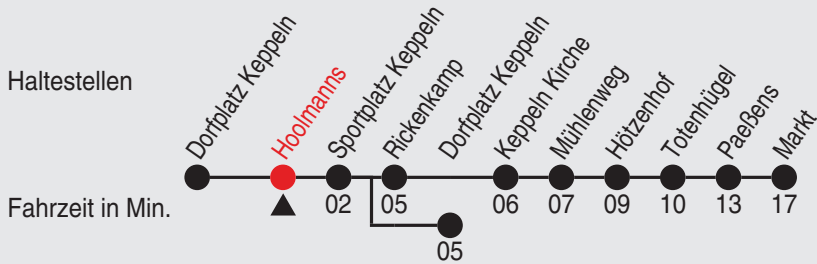 Haltestellen
Dorfplatz Keppeln
Hoolmanns
Sportplatz Keppeln
Rickenkamp
Dorfplatz Keppeln
Keppeln Kirche
Mühlenweg
Hötzenhof
Totenhügel
Paeßens
Markt
Fahrzeit in Min.
02 05 06 07 09 10 13 17
05